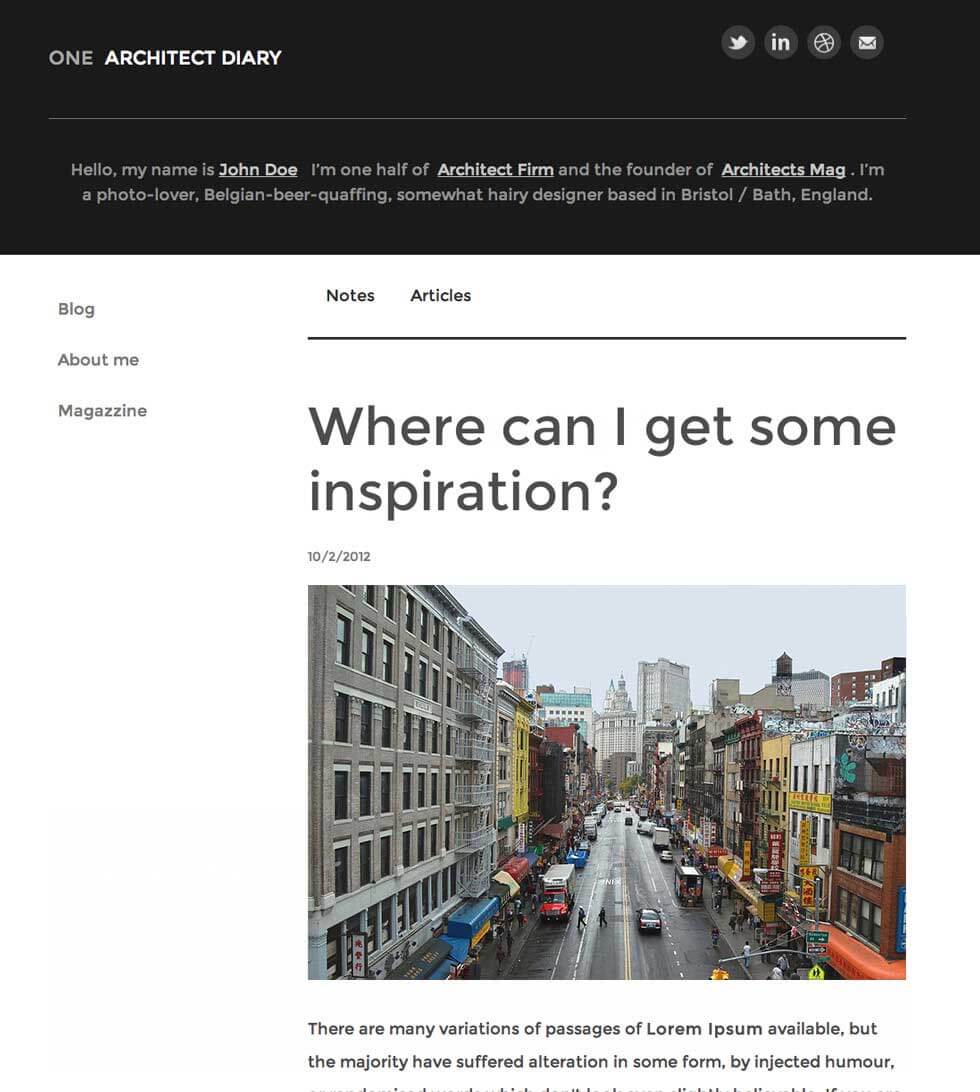 ONE ARCHITECT DIARY
Hello, my name is John Doe I'm one half of Architect Firm and the founder of Architects Mag . I'm
a photo-lover, Belgian-beer-quaffing, somewhat hairy designer based in Bristol / Bath, England.
Notes Articles
Blog
About me
Magazzine
Where can I get some
inspiration?
10/2/2012
There are many variations of passages of Lorem Ipsum available, but
the majority have suffered alteration in some form, by injected humour,